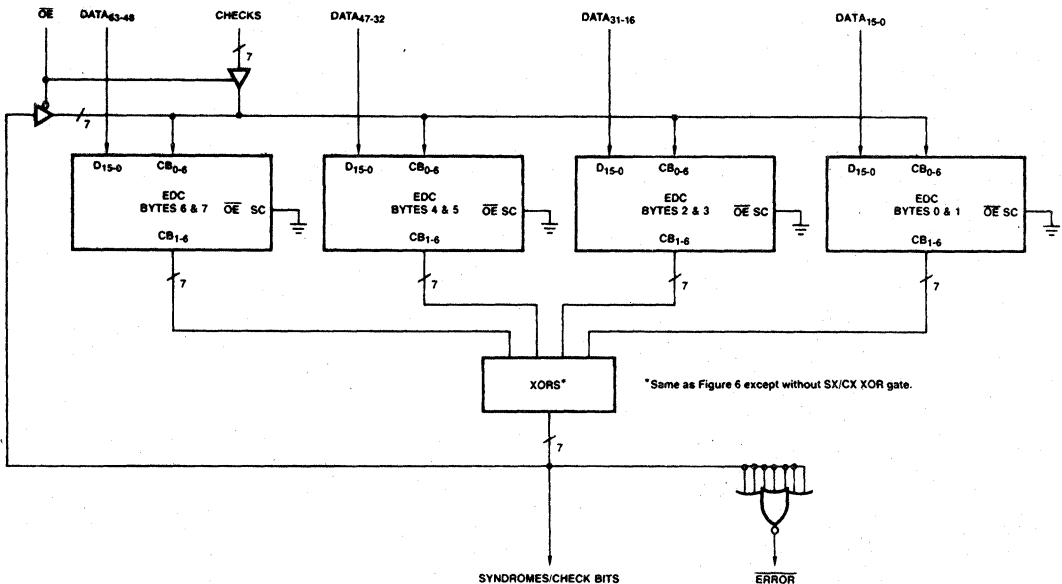 OE DATA63-48 CHECKS DATA47-32 DATA31-16 DATA15-0
7
7
D15-0 CB0-6
EDC
BYTES 6 & 7
OE SC
CB1-6
D15-0 CB0-6
EDC
BYTES 4 & 5
OE SC
CB1-6
D15-0 CB0-6
EDC
BYTES 2 & 3
OE SC
CB1-6
D15-0 CB0-6
EDC
BYTES 0 & 1
OE SC
CB1-6
7 7 7 7
XORS*
*Same as Figure 6 except without SX/CX XOR gate.
7
SYNDROMES/CHECK BITS
ERROR